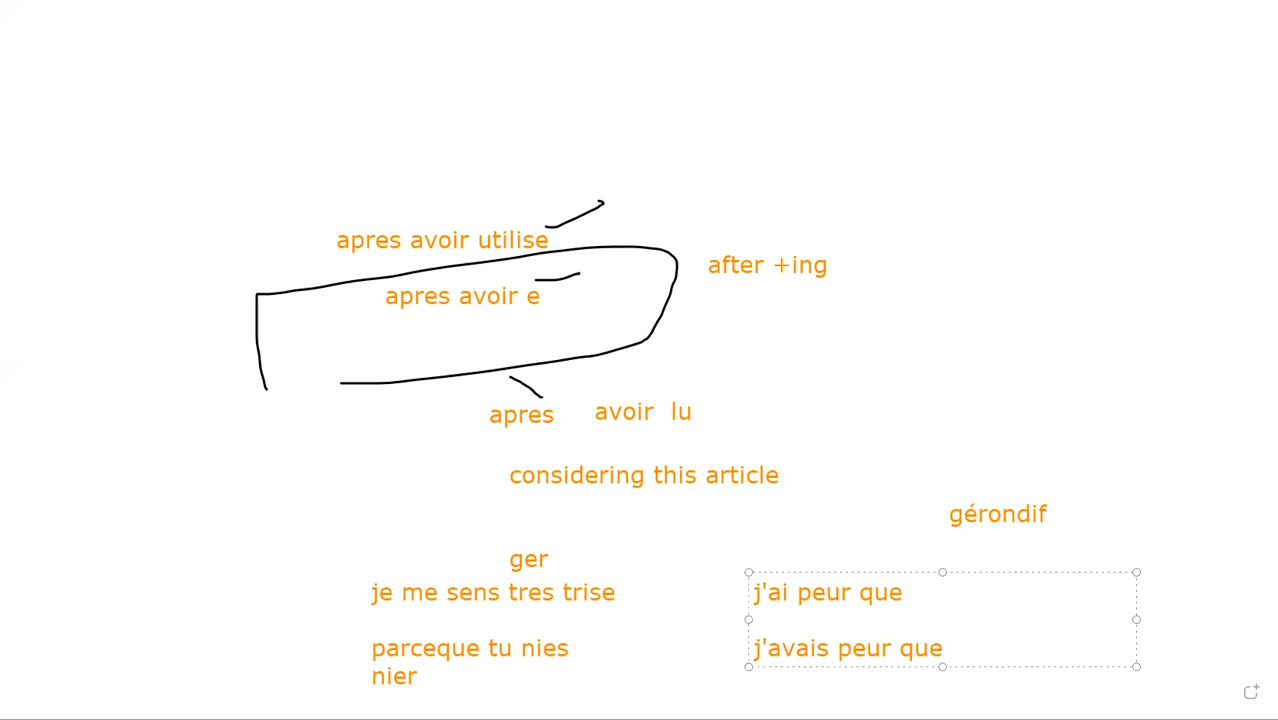 apres avoir utilise
after +ing
apres avoir e
apres avoir lu
considering this article
gérondif
ger
je me sens tres trise
j'ai peur que
parceque tu nies
j'avais peur que
nier